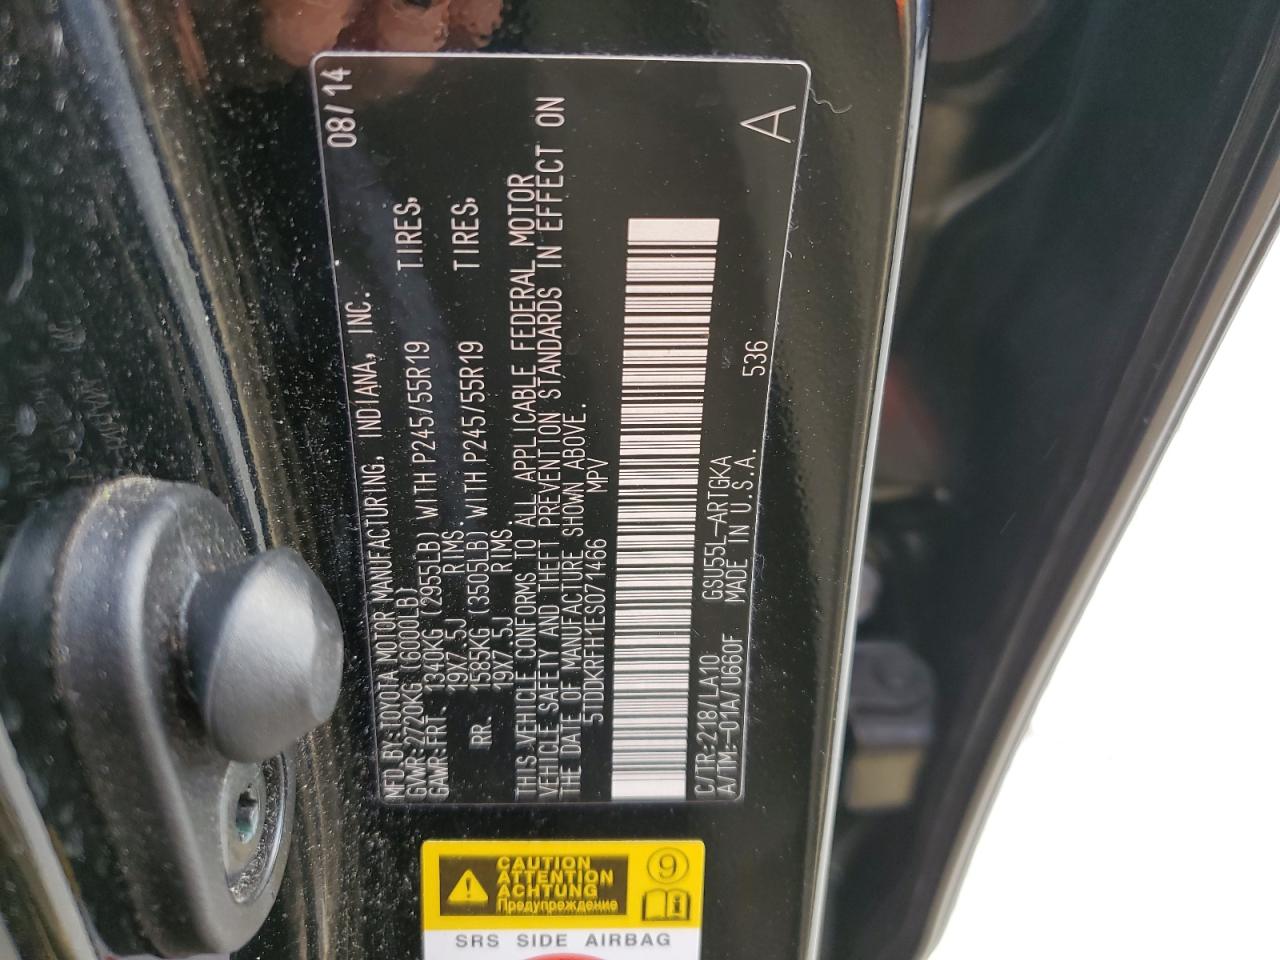 08/14
MFD.BY:TOYOTA MOTOR MANUFACTURING, INDIANA, INC.
GVWR:2720KG (6000LB)
GAWR:FRT. 1340KG (2955LB) WITH P245/55R19 TIRES,
19X7.5J RIMS.
RR. 1585KG (3505LB) WITH P245/55R19 TIRES,
19X7.5J RIMS.
THIS VEHICLE CONFORMS TO ALL APPLICABLE FEDERAL MOTOR
VEHICLE SAFETY AND THEFT PREVENTION STANDARDS IN EFFECT ON
THE DATE OF MANUFACTURE SHOWN ABOVE.
5TDDKRFH1ES071466 MPV
C/TR:218/LA10 GSU55L-ARTGKA 536 A
A/TM:-01A/U660F MADE IN U.S.A.
CAUTION
ATTENTION
ACHTUNG
Предупреждение
9
i
SRS SIDE AIRBAG